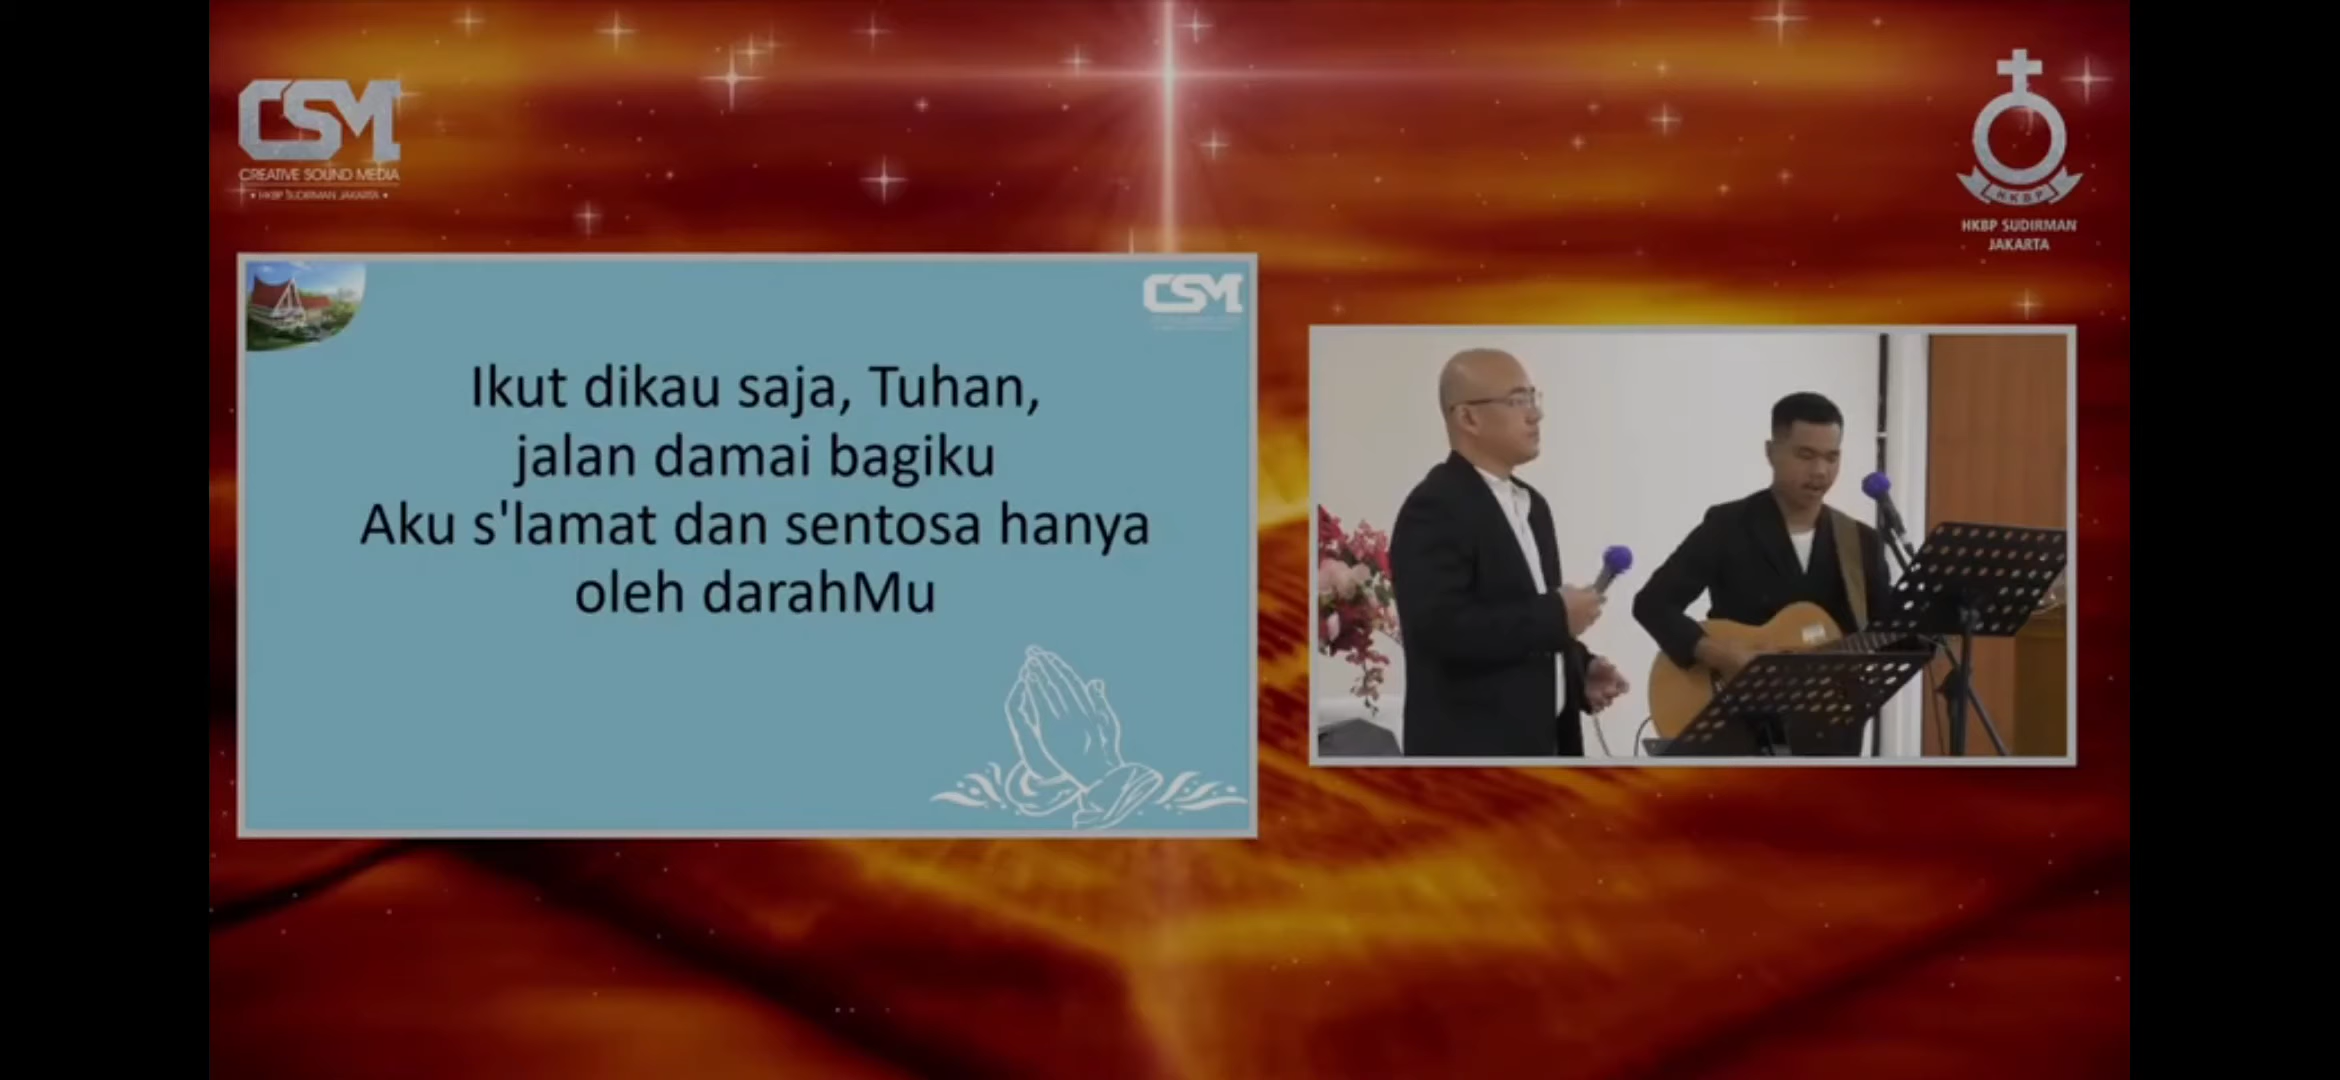 CSM
CREATIVE SOUND MEDIA
• HKBP SUDIRMAN JAKARTA •
HKBP
HKBP SUDIRMAN
JAKARTA
CSM
Ikut dikau saja, Tuhan,
jalan damai bagiku
Aku s'lamat dan sentosa hanya
oleh darahMu